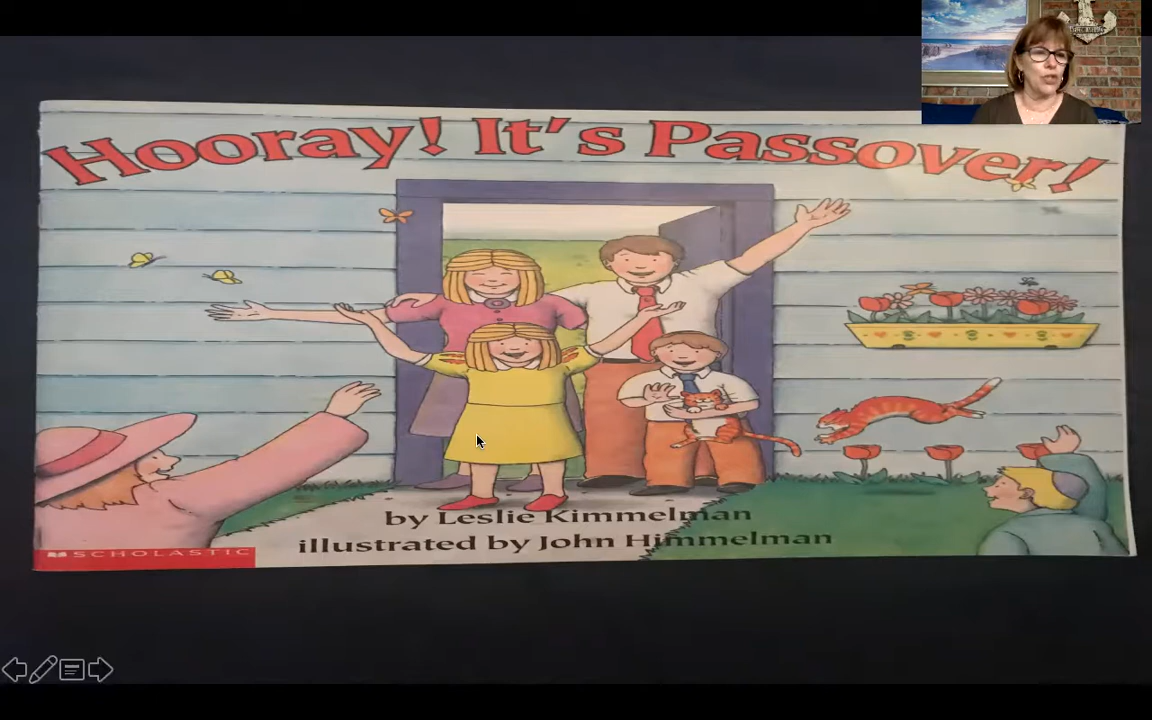 Hooray! It's Passover!
by Leslie Kimmelman
illustrated by John Himmelman
SCHOLASTIC